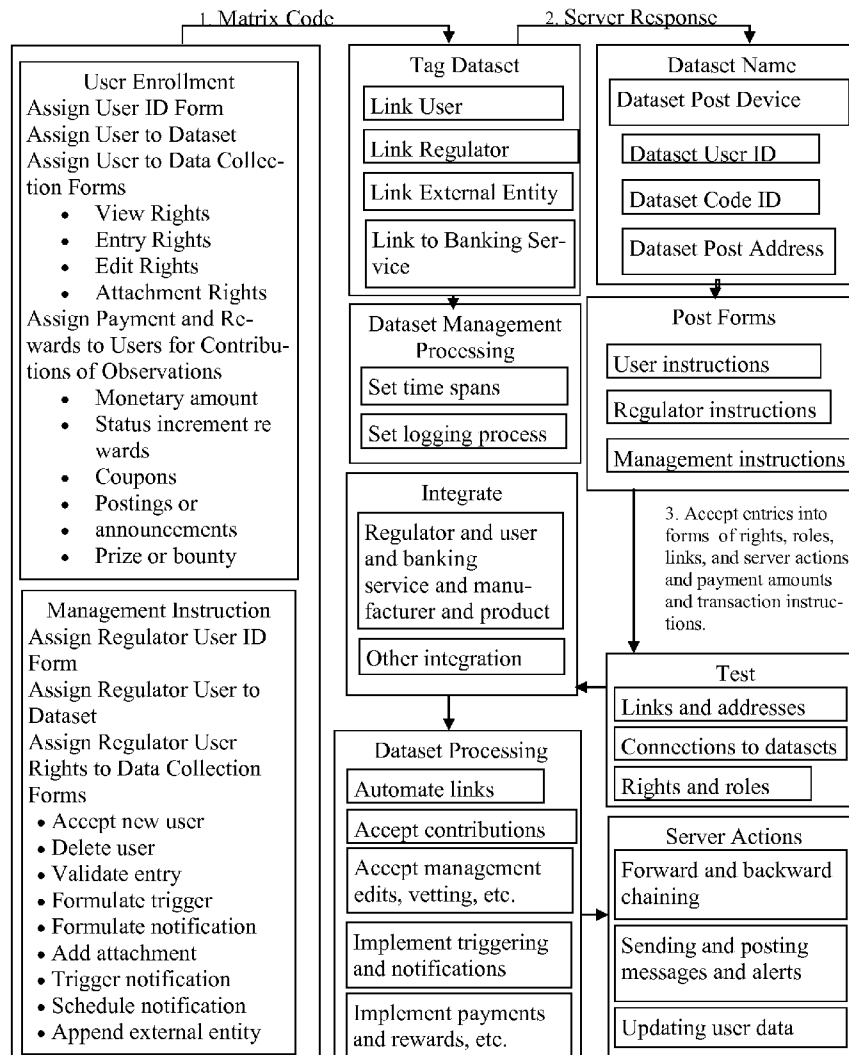 1. Matrix Code
2. Server Response
User Enrollment
Assign User ID Form
Assign User to Dataset
Assign User to Data Collec-
tion Forms
• View Rights
• Entry Rights
• Edit Rights
• Attachment Rights
Assign Payment and Re-
wards to Users for Contribu-
tions of Observations
• Monetary amount
• Status increment re
wards
• Coupons
• Postings or
• announcements
• Prize or bounty
Management Instruction
Assign Regulator User ID
Form
Assign Regulator User to
Dataset
Assign Regulator User
Rights to Data Collection
Forms
• Accept new user
• Delete user
• Validate entry
• Formulate trigger
• Formulate notification
• Add attachment
• Trigger notification
• Schedule notification
• Append external entity
Tag Dataset
Link User
Link Regulator
Link External Entity
Link to Banking Ser-
vice
Dataset Management
Processing
Set time spans
Set logging process
Integrate
Regulator and user
and banking
service and manu-
facturer and product
Other integration
Dataset Processing
Automate links
Accept contributions
Accept management
edits, vetting, etc.
Implement triggering
and notifications
Implement payments
and rewards, etc.
Dataset Name
Dataset Post Device
Dataset User ID
Dataset Code ID
Dataset Post Address
Post Forms
User instructions
Regulator instructions
Management instructions
3. Accept entries into
forms of rights, roles,
links, and server actions
and payment amounts
and transaction instruc-
tions.
Test
Links and addresses
Connections to datasets
Rights and roles
Server Actions
Forward and backward
chaining
Sending and posting
messages and alerts
Updating user data